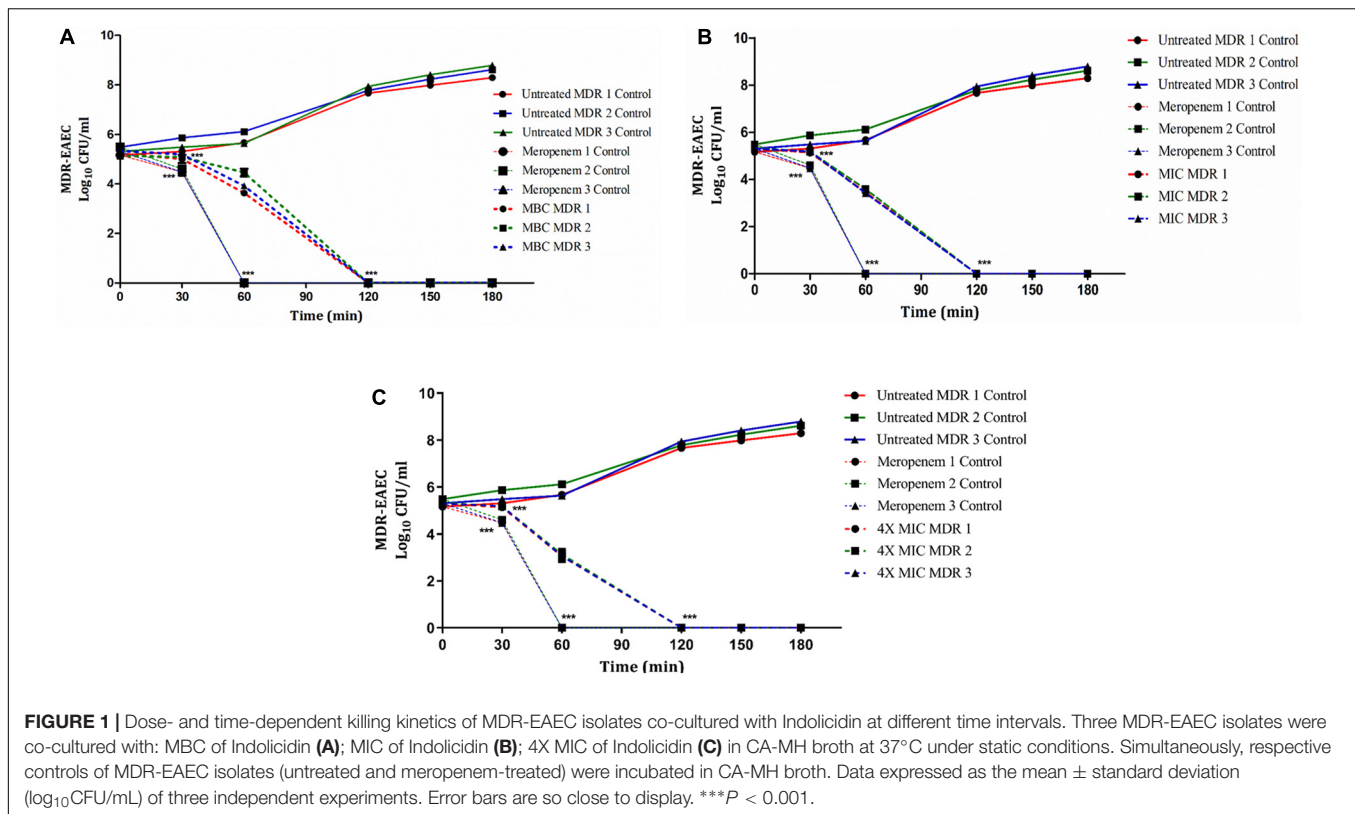 A
10
8
6
4
2
0
MDR-EAEC
Log10 CFU/ml
0 30 60 90 120 150 180
Time (min)
***
***
***
***
Untreated MDR 1 Control
Untreated MDR 2 Control
Untreated MDR 3 Control
Meropenem 1 Control
Meropenem 2 Control
Meropenem 3 Control
MBC MDR 1
MBC MDR 2
MBC MDR 3
B
10
8
6
4
2
0
MDR-EAEC
Log10 CFU/ml
0 30 60 90 120 150 180
Time (min)
***
***
***
***
Untreated MDR 1 Control
Untreated MDR 2 Control
Untreated MDR 3 Control
Meropenem 1 Control
Meropenem 2 Control
Meropenem 3 Control
MIC MDR 1
MIC MDR 2
MIC MDR 3
C
10
8
6
4
2
0
MDR-EAEC
Log10 CFU/ml
0 30 60 90 120 150 180
Time (min)
***
***
***
***
Untreated MDR 1 Control
Untreated MDR 2 Control
Untreated MDR 3 Control
Meropenem 1 Control
Meropenem 2 Control
Meropenem 3 Control
4X MIC MDR 1
4X MIC MDR 2
4X MIC MDR 3
FIGURE 1 | Dose- and time-dependent killing kinetics of MDR-EAEC isolates co-cultured with Indolicidin at different time intervals. Three MDR-EAEC isolates were
co-cultured with: MBC of Indolicidin (A); MIC of Indolicidin (B); 4X MIC of Indolicidin (C) in CA-MH broth at 37°C under static conditions. Simultaneously, respective
controls of MDR-EAEC isolates (untreated and meropenem-treated) were incubated in CA-MH broth. Data expressed as the mean ± standard deviation
(log10CFU/mL) of three independent experiments. Error bars are so close to display. ***P < 0.001.